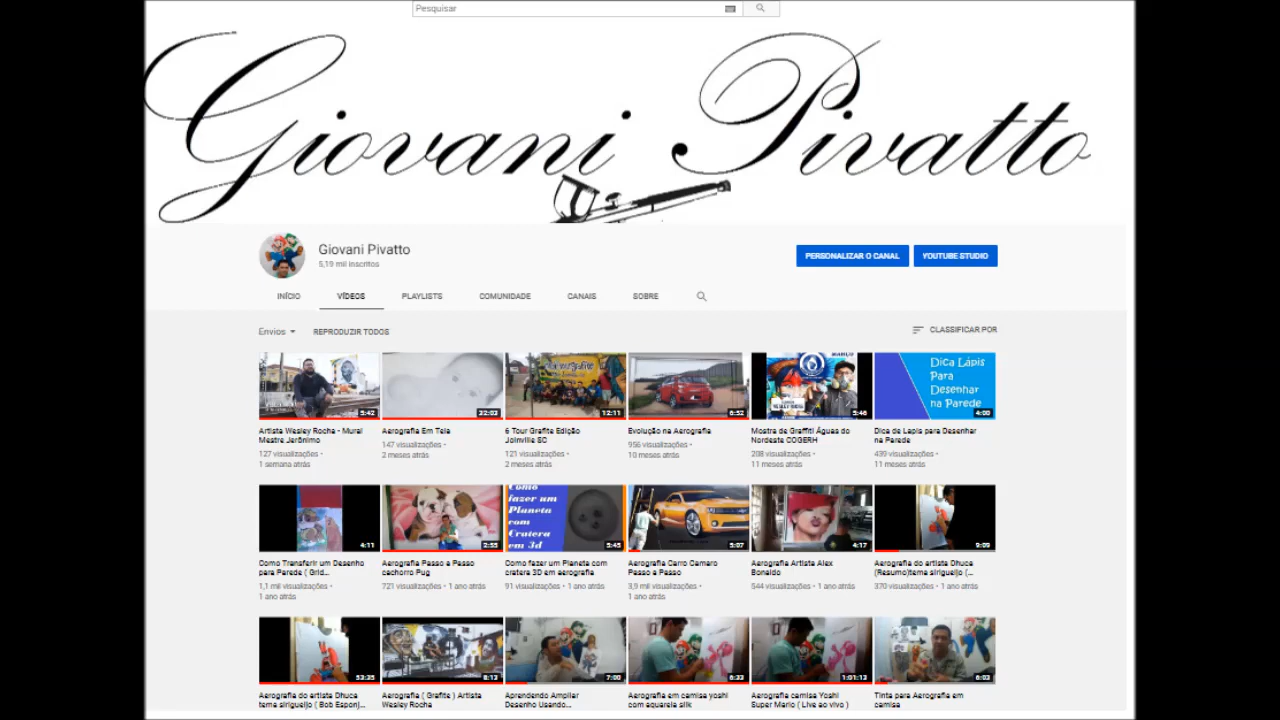 Pesquisar
Giovani Pivatto
Giovani Pivatto
5,19 mil inscritos
PERSONALIZAR O CANAL
YOUTUBE STUDIO
INÍCIO
VÍDEOS
PLAYLISTS
COMUNIDADE
CANAIS
SOBRE
Envios
REPRODUZIR TODOS
CLASSIFICAR POR
5:42
32:03
12:11
6:52
MARÇO
5:46
Dica Lápis
Para
Desenhar
na Parede
4:00
Artista Wesley Rocha - Mural
Mestre Jerônimo
127 visualizações •
1 semana atrás
Aerografia Em Tela
147 visualizações •
2 meses atrás
6 Tour Grafite Edição
Joinville SC
121 visualizações •
2 meses atrás
Evolução na Aerografia
956 visualizações •
10 meses atrás
Mostra de Graffiti Águas do
Nordeste COGERH
208 visualizações •
11 meses atrás
Dica de Lapis para Desenhar
na Parede
439 visualizações •
11 meses atrás
4:11
2:55
Como
fazer um
Planeta
com
Cratera
em 3d
5:45
5:07
4:17
9:09
Como Transferir um Desenho
para Parede ( Grid...
1,1 mil visualizações •
1 ano atrás
Aerografia Passo a Passo
cachorro Pug
721 visualizações • 1 ano atrás
Como fazer um Planeta com
cratera 3D em aerografia
91 visualizações • 1 ano atrás
Aerografia Carro Camaro
Passo a Passo
3,9 mil visualizações •
1 ano atrás
Aerografia Artista Alex
Bonaldo
544 visualizações • 1 ano atrás
Aerografia do artista Dhuca
(Resumo)tema sirigueijo (...
370 visualizações • 1 ano atrás
53:35
8:13
7:00
6:33
1:01:13
6:03
Aerografia do artista Dhuca
tema sirigueijo ( Bob Esponj...
Aerografia ( Grafite ) Artista
Wesley Rocha
Aprendendo Ampliar
Desenho Usando...
Aerografia em camisa yoshi
com aquarela silk
Aerografia camisa Yoshi
Super Mario ( Live ao vivo )
Tinta para Aerografia em
camisa